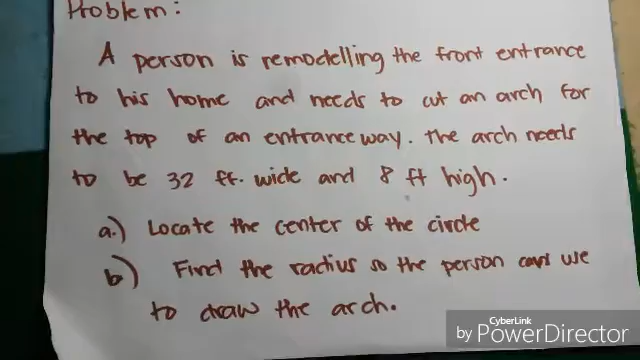 Problem:
A person is remodelling the front entrance
to his home and needs to cut an arch for
the top of an entranceway. The arch needs
to be 32 ft. wide and 8 ft high.
a.) Locate the center of the circle
b) Find the radius so the person can use
to draw the arch.
CyberLink
by PowerDirector